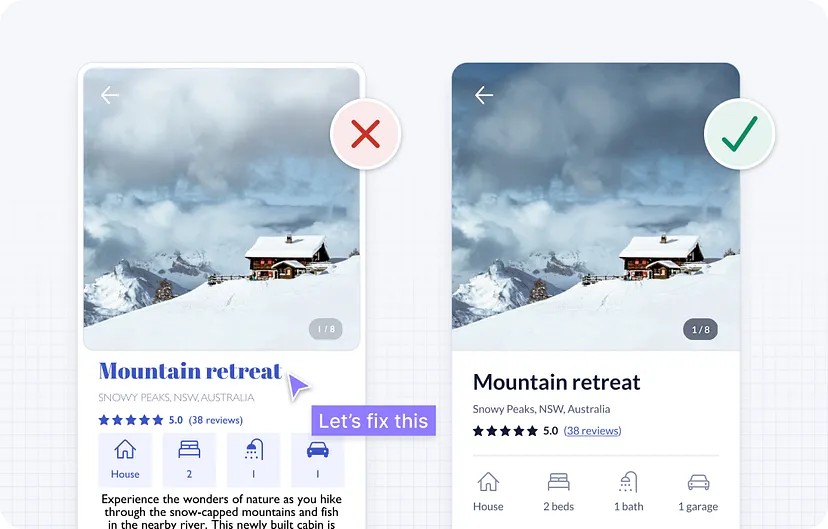 1 / 8
Mountain retreat
SNOWY PEAKS, NSW, AUSTRALIA
5.0 (38 reviews)
House
2
1
1
Experience the wonders of nature as you hike
through the snow-capped mountains and fish
in the nearby river. This newly built cabin is
Let's fix this
1 / 8
Mountain retreat
Snowy Peaks, NSW, Australia
5.0 (38 reviews)
House
2 beds
1 bath
1 garage